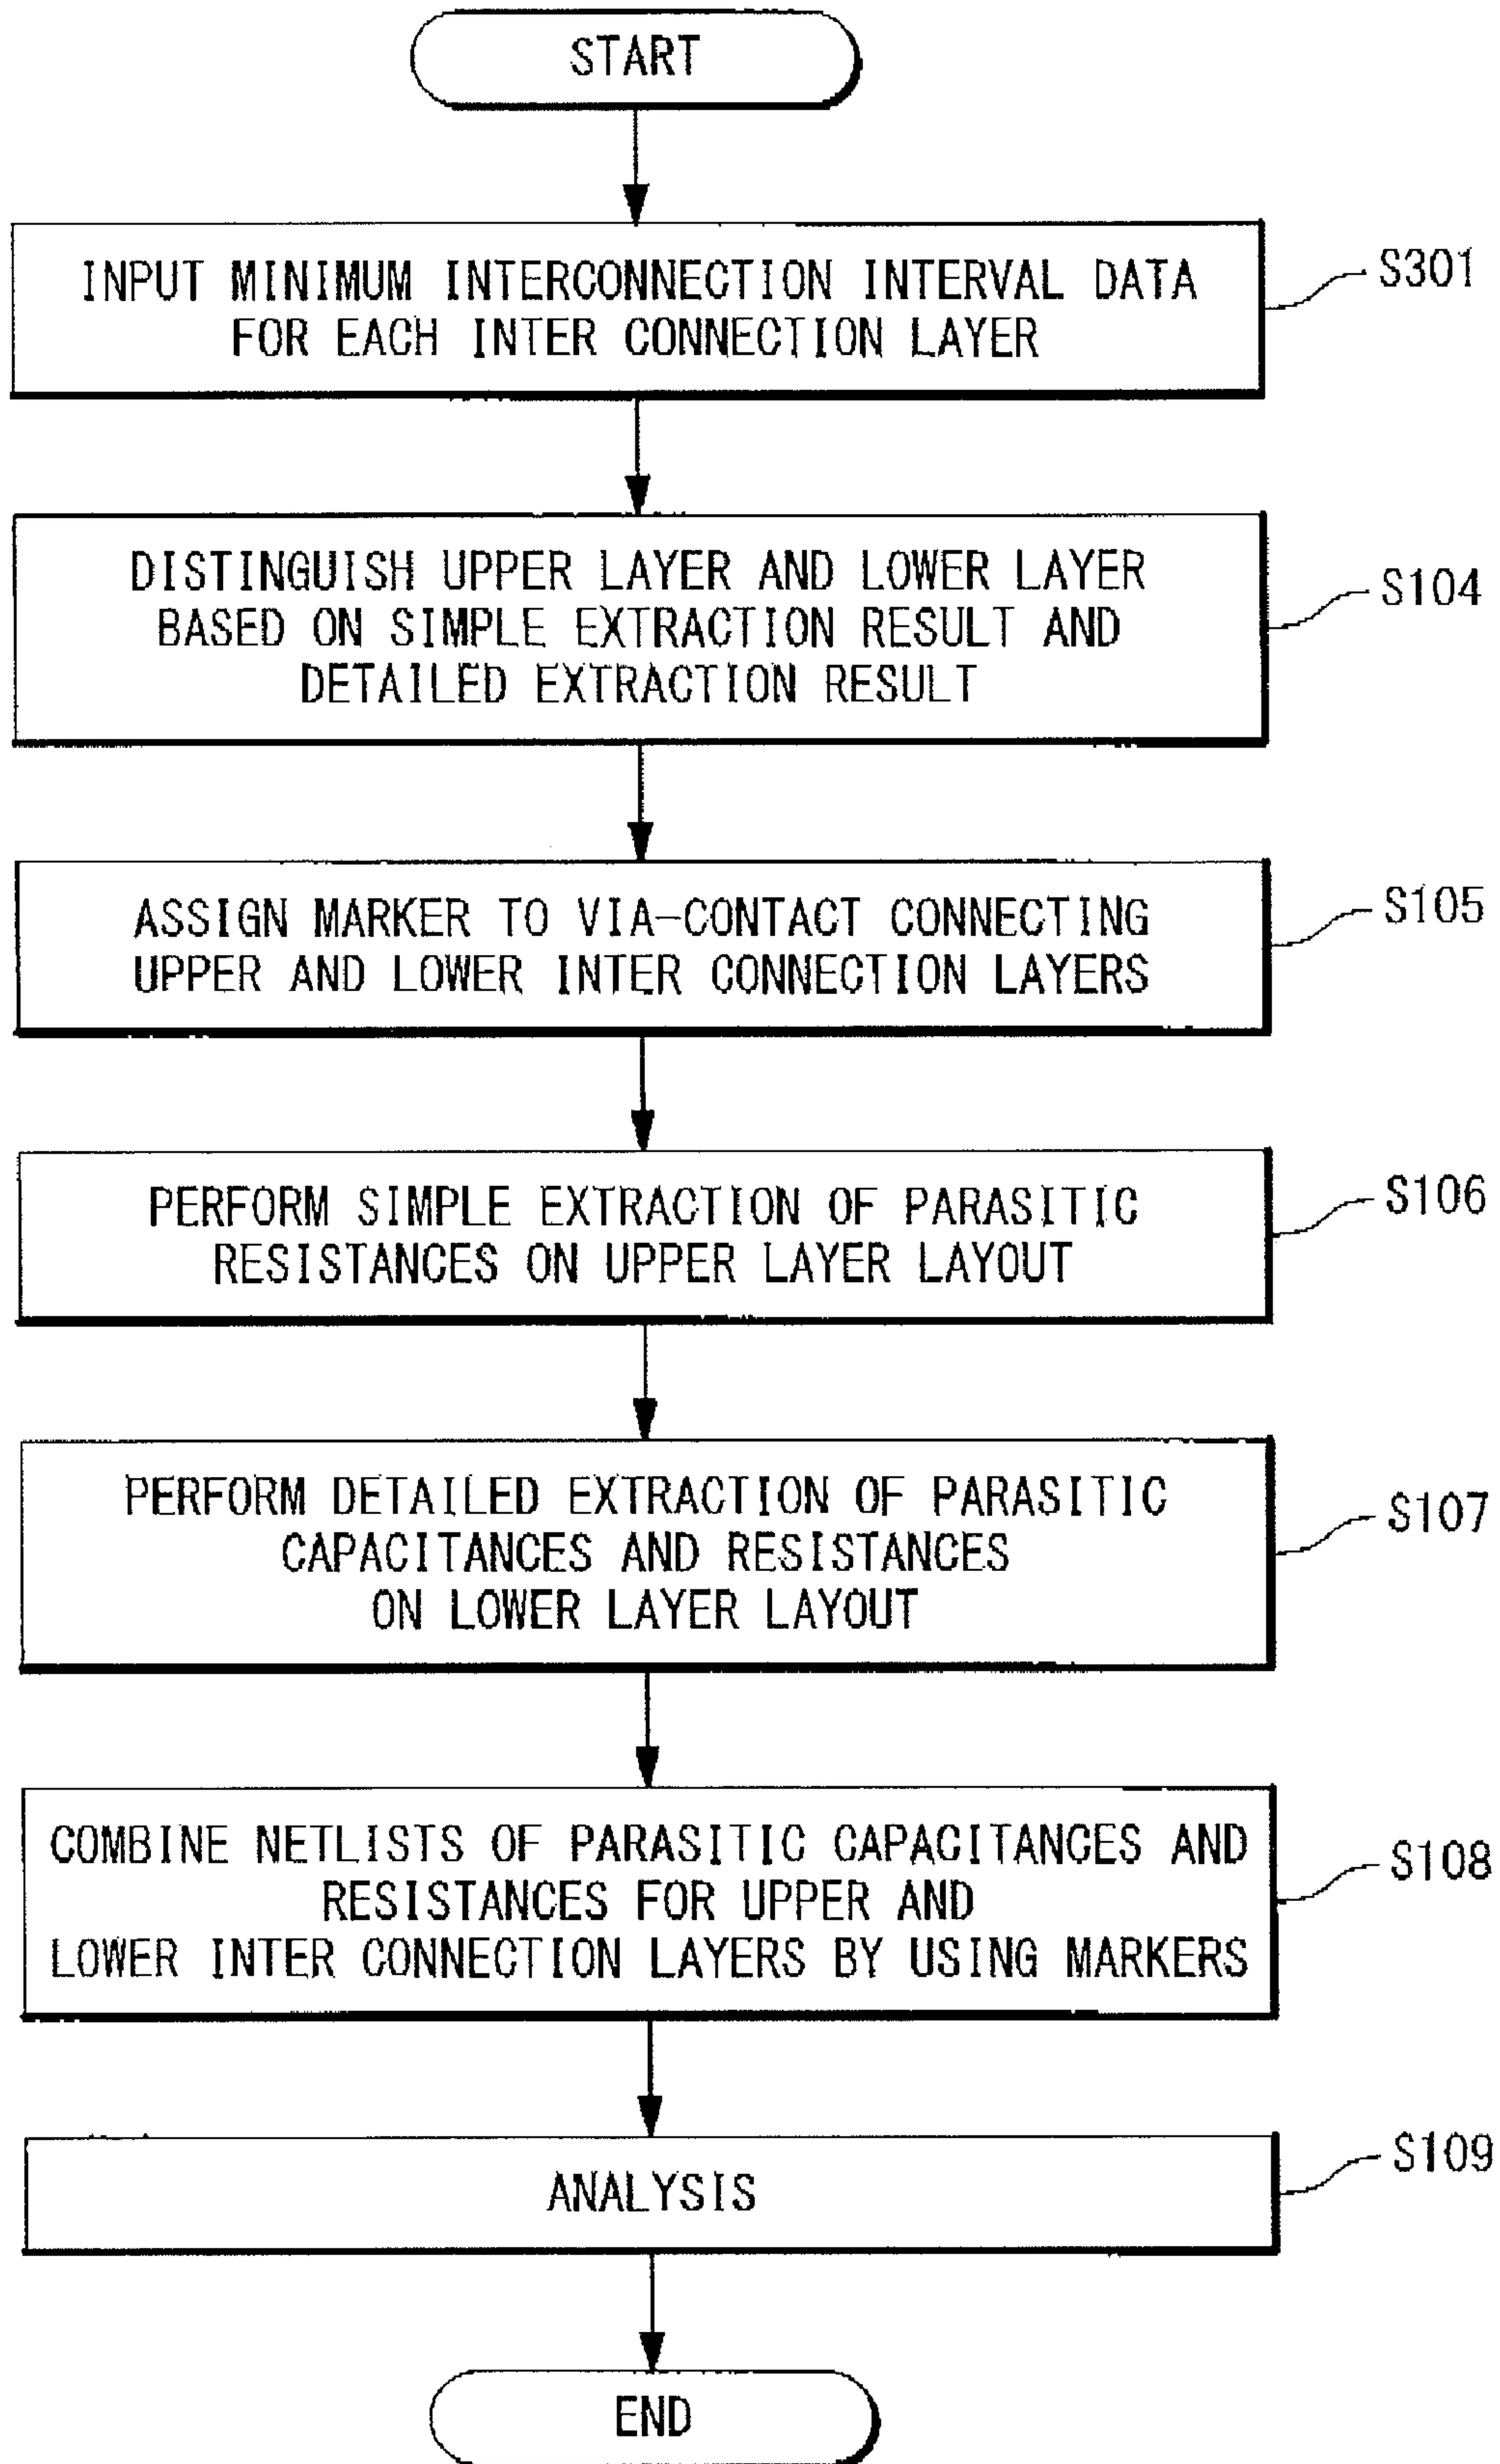 START
INPUT MINIMUM INTERCONNECTION INTERVAL DATA
FOR EACH INTER CONNECTION LAYER
S301
DISTINGUISH UPPER LAYER AND LOWER LAYER
BASED ON SIMPLE EXTRACTION RESULT AND
DETAILED EXTRACTION RESULT
S104
ASSIGN MARKER TO VIA-CONTACT CONNECTING
UPPER AND LOWER INTER CONNECTION LAYERS
S105
PERFORM SIMPLE EXTRACTION OF PARASITIC
RESISTANCES ON UPPER LAYER LAYOUT
S106
PERFORM DETAILED EXTRACTION OF PARASITIC
CAPACITANCES AND RESISTANCES
ON LOWER LAYER LAYOUT
S107
COMBINE NETLISTS OF PARASITIC CAPACITANCES AND
RESISTANCES FOR UPPER AND
LOWER INTER CONNECTION LAYERS BY USING MARKERS
S108
ANALYSIS
S109
END